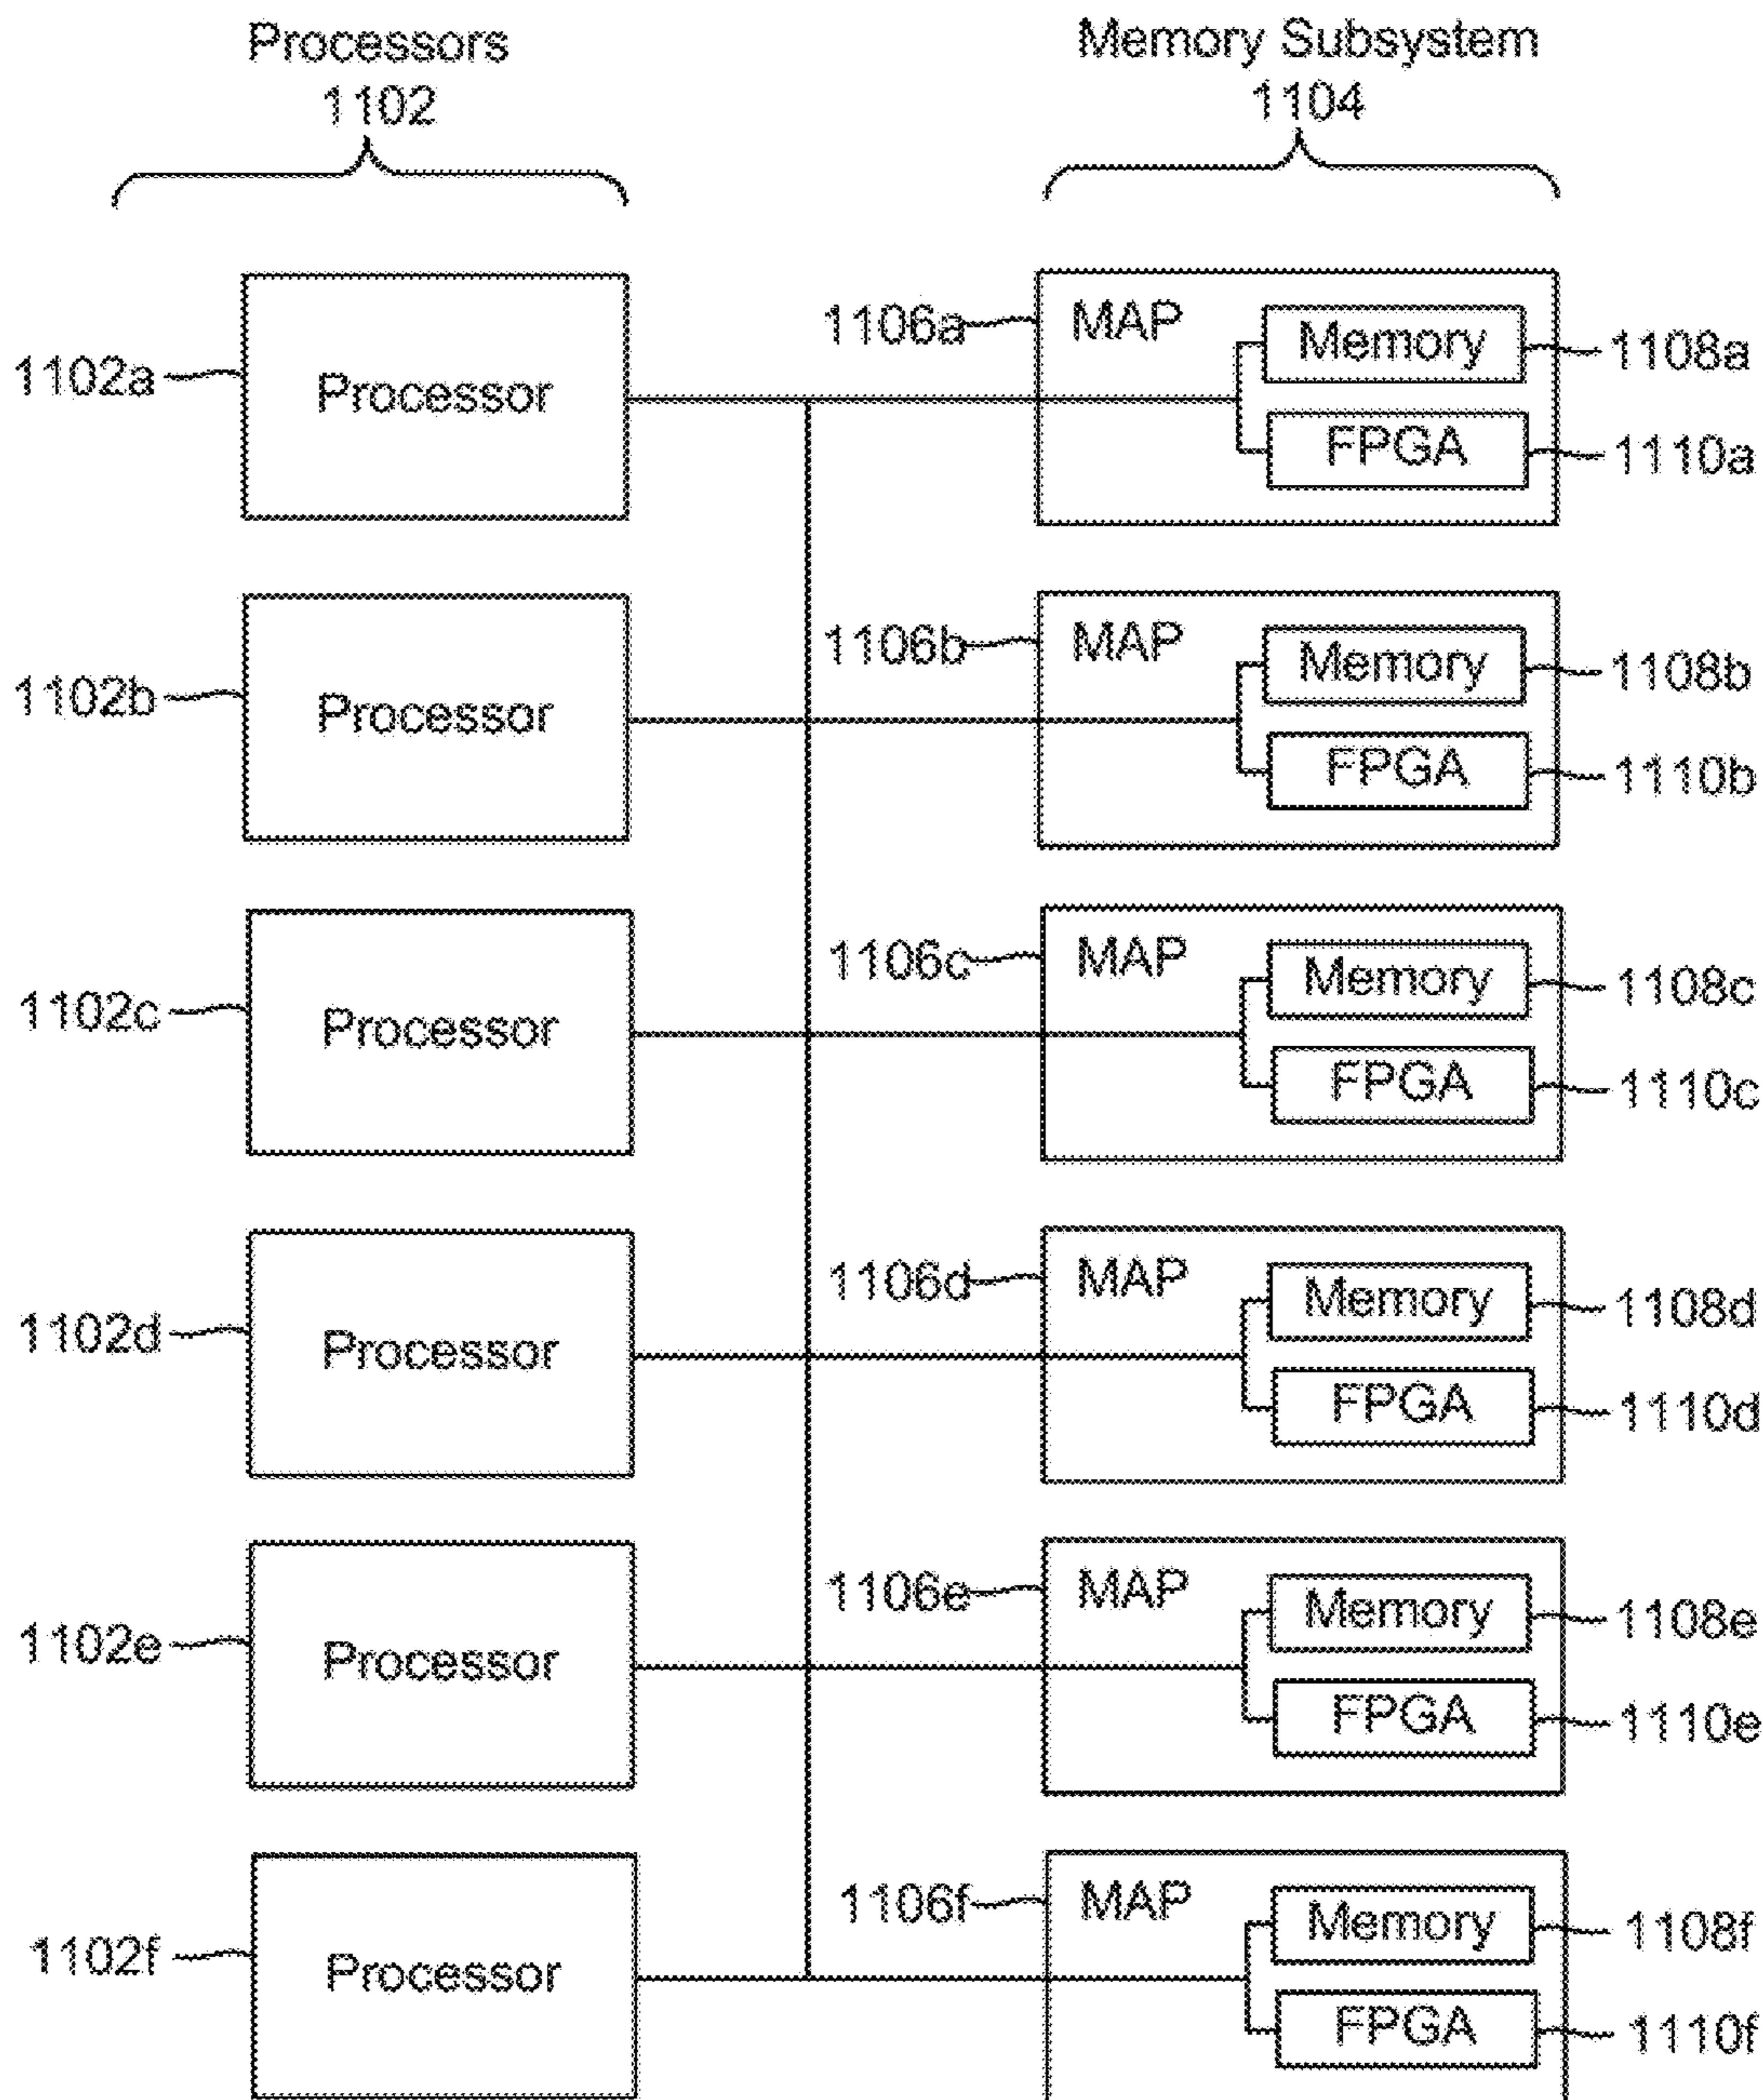 Processors
1102
Memory Subsystem
1104
1106a
MAP
Memory
1108a
1102a
Processor
FPGA
1110a
1106b
MAP
Memory
1108b
1102b
Processor
FPGA
1110b
1106c
MAP
Memory
1108c
1102c
Processor
FPGA
1110c
1106d
MAP
Memory
1108d
1102d
Processor
FPGA
1110d
1106e
MAP
Memory
1108e
1102e
Processor
FPGA
1110e
1106f
MAP
Memory
1108f
1102f
Processor
FPGA
1110f